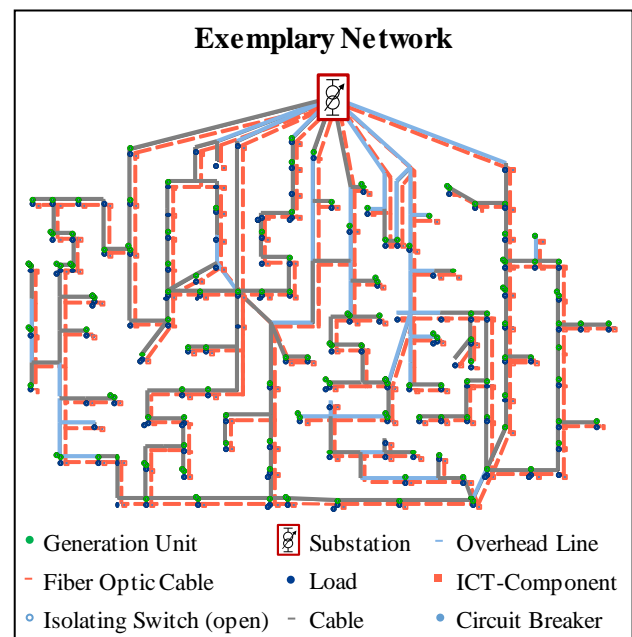 Exemplary Network
Generation Unit
Substation
Overhead Line
Fiber Optic Cable
Load
ICT-Component
Isolating Switch (open)
Cable
Circuit Breaker